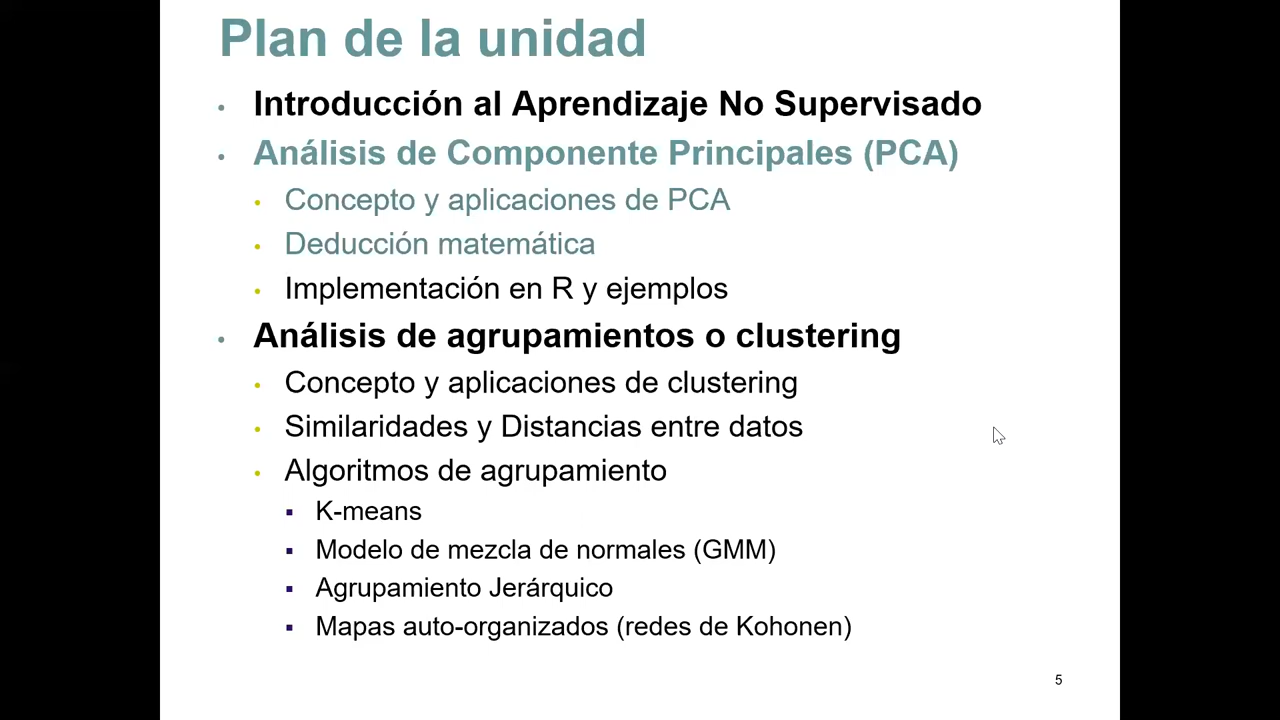 Plan de la unidad
Introducción al Aprendizaje No Supervisado
Análisis de Componente Principales (PCA)
Concepto y aplicaciones de PCA
Deducción matemática
Implementación en R y ejemplos
Análisis de agrupamientos o clustering
Concepto y aplicaciones de clustering
Similaridades y Distancias entre datos
Algoritmos de agrupamiento
K-means
Modelo de mezcla de normales (GMM)
Agrupamiento Jerárquico
Mapas auto-organizados (redes de Kohonen)
5